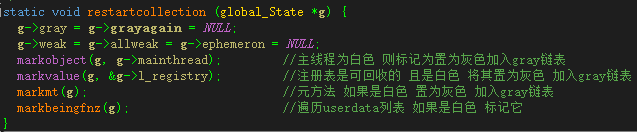 static void restartcollection (global_State *g) {
  g->gray = g->grayagain = NULL;
  g->weak = g->allweak = g->ephemeron = NULL;
  markobject(g, g->mainthread);          //主线程为白色 则标记为置为灰色加入gray链表
  markvalue(g, &g->l_registry);          //注册表是可回收的 且是白色 将其置为灰色 加入gray链表
  markmt(g);                             //元方法 如果是白色 置为灰色 加入gray链表
  markbeingfnz(g);                       //遍历userdata列表 如果是白色 标记它
}